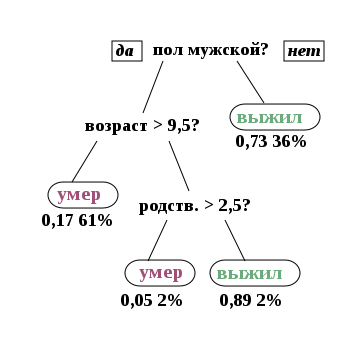 да пол мужской? нет
выжил
0,73 36%
возраст > 9,5?
умер
0,17 61%
родств. > 2,5?
умер
0,05 2%
выжил
0,89 2%